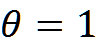 θ = 1